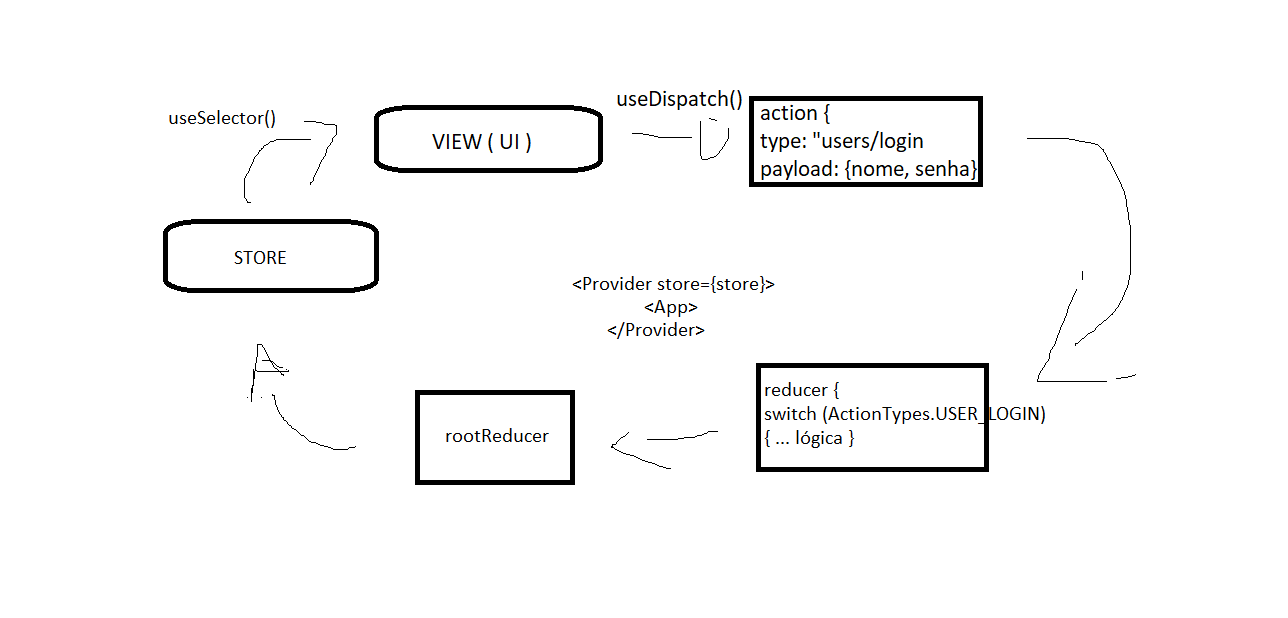 useSelector()
VIEW ( UI )
useDispatch()
action {
type: "users/login
payload: {nome, senha}
STORE
<Provider store={store}>
<App>
</Provider>
reducer {
switch (ActionTypes.USER_LOGIN)
{ ... lógica }
rootReducer